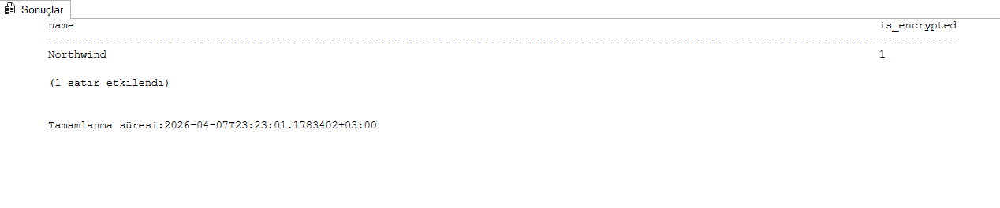 Sonuçlar
name is_encrypted
-------------------------------------------------------------------------------------------------------------------------------- ------------
Northwind 1
(1 satır etkilendi)
Tamamlanma süresi:2026-04-07T23:23:01.1783402+03:00